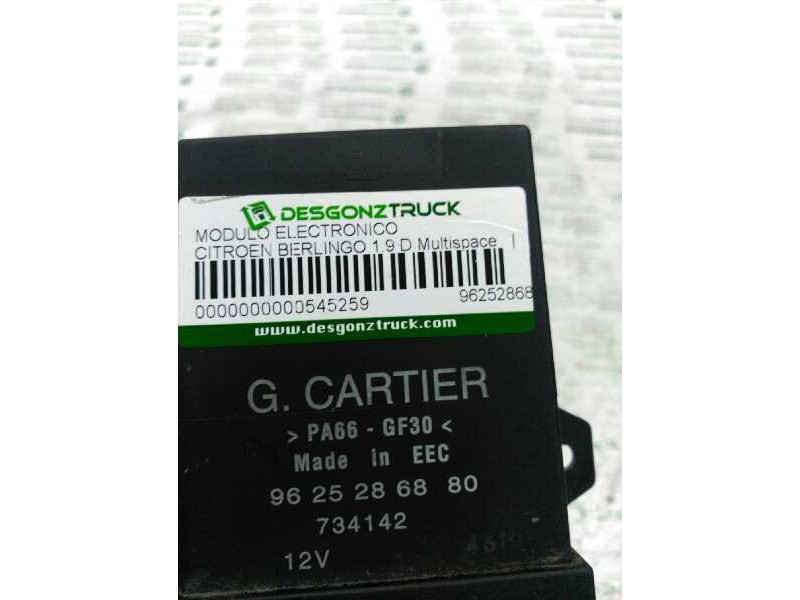 DESGONZTRUCK
MODULO ELECTRONICO
CITROEN BERLINGO 1.9 D Multispace
0000000000545259 96252868
www.desgonztruck.com
G. CARTIER
> PA66 - GF30 <
Made in EEC
96 25 28 68 80
734142
12V